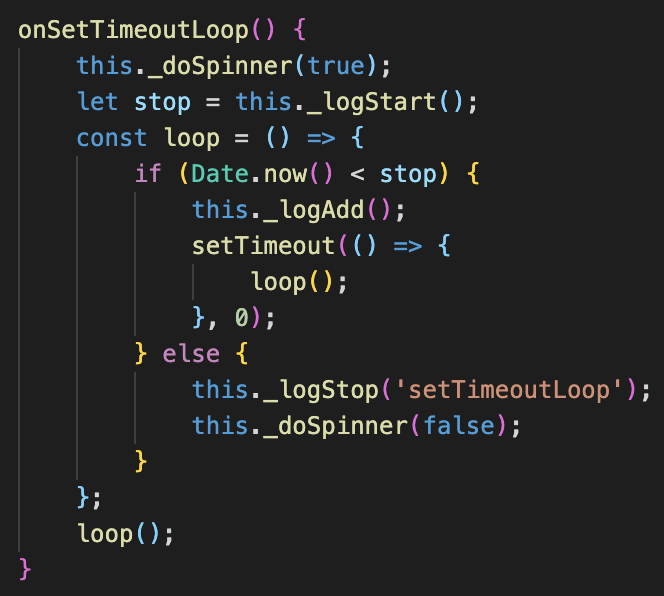 onSetTimeoutLoop() {
    this._doSpinner(true);
    let stop = this._logStart();
    const loop = () => {
        if (Date.now() < stop) {
            this._logAdd();
            setTimeout(() => {
                loop();
            }, 0);
        } else {
            this._logStop('setTimeoutLoop');
            this._doSpinner(false);
        }
    };
    loop();
}